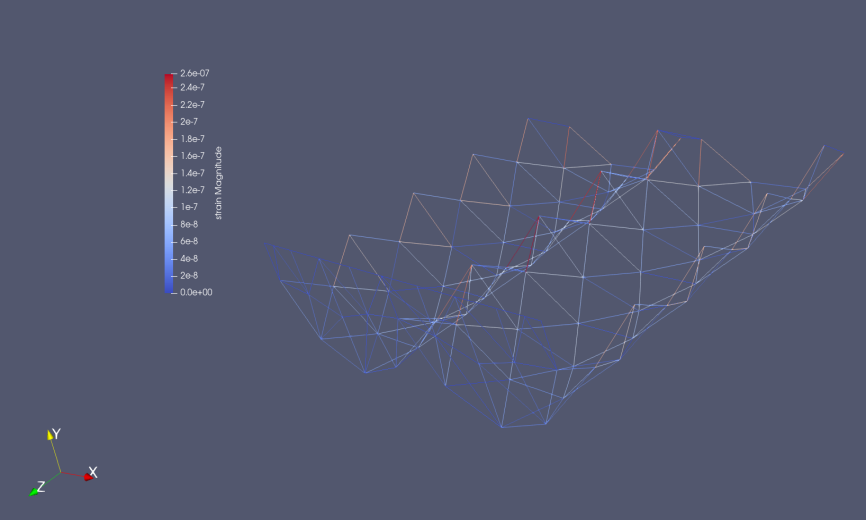 2.6e-07
2.4e-7
2.2e-7
2e-7
1.8e-7
1.6e-7
1.4e-7
1.2e-7
1e-7
8e-8
6e-8
4e-8
2e-8
0.0e+00
strain Magnitude
Y
X
Z